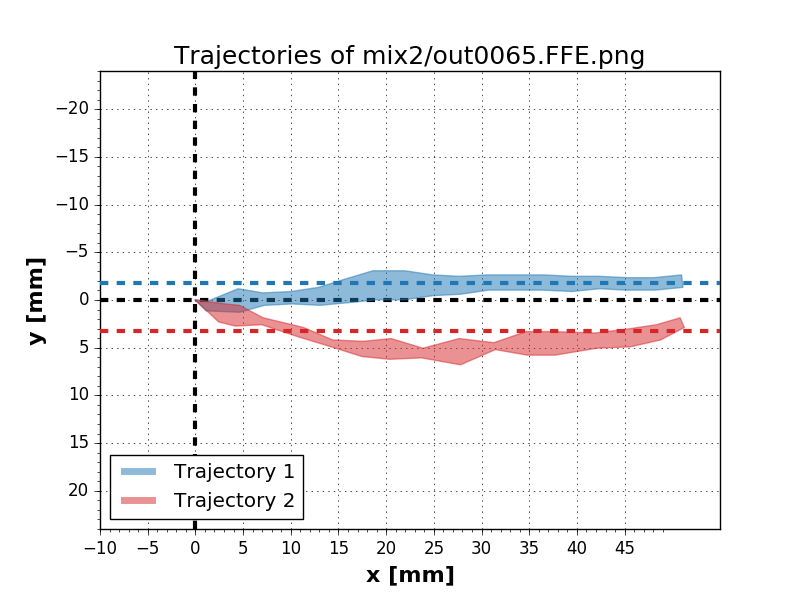 Trajectories of mix2/out0065.FFE.png
y [mm]
−20
−15
−10
−5
0
5
10
15
20
Trajectory 1
Trajectory 2
−10 −5 0 5 10 15 20 25 30 35 40 45
x [mm]